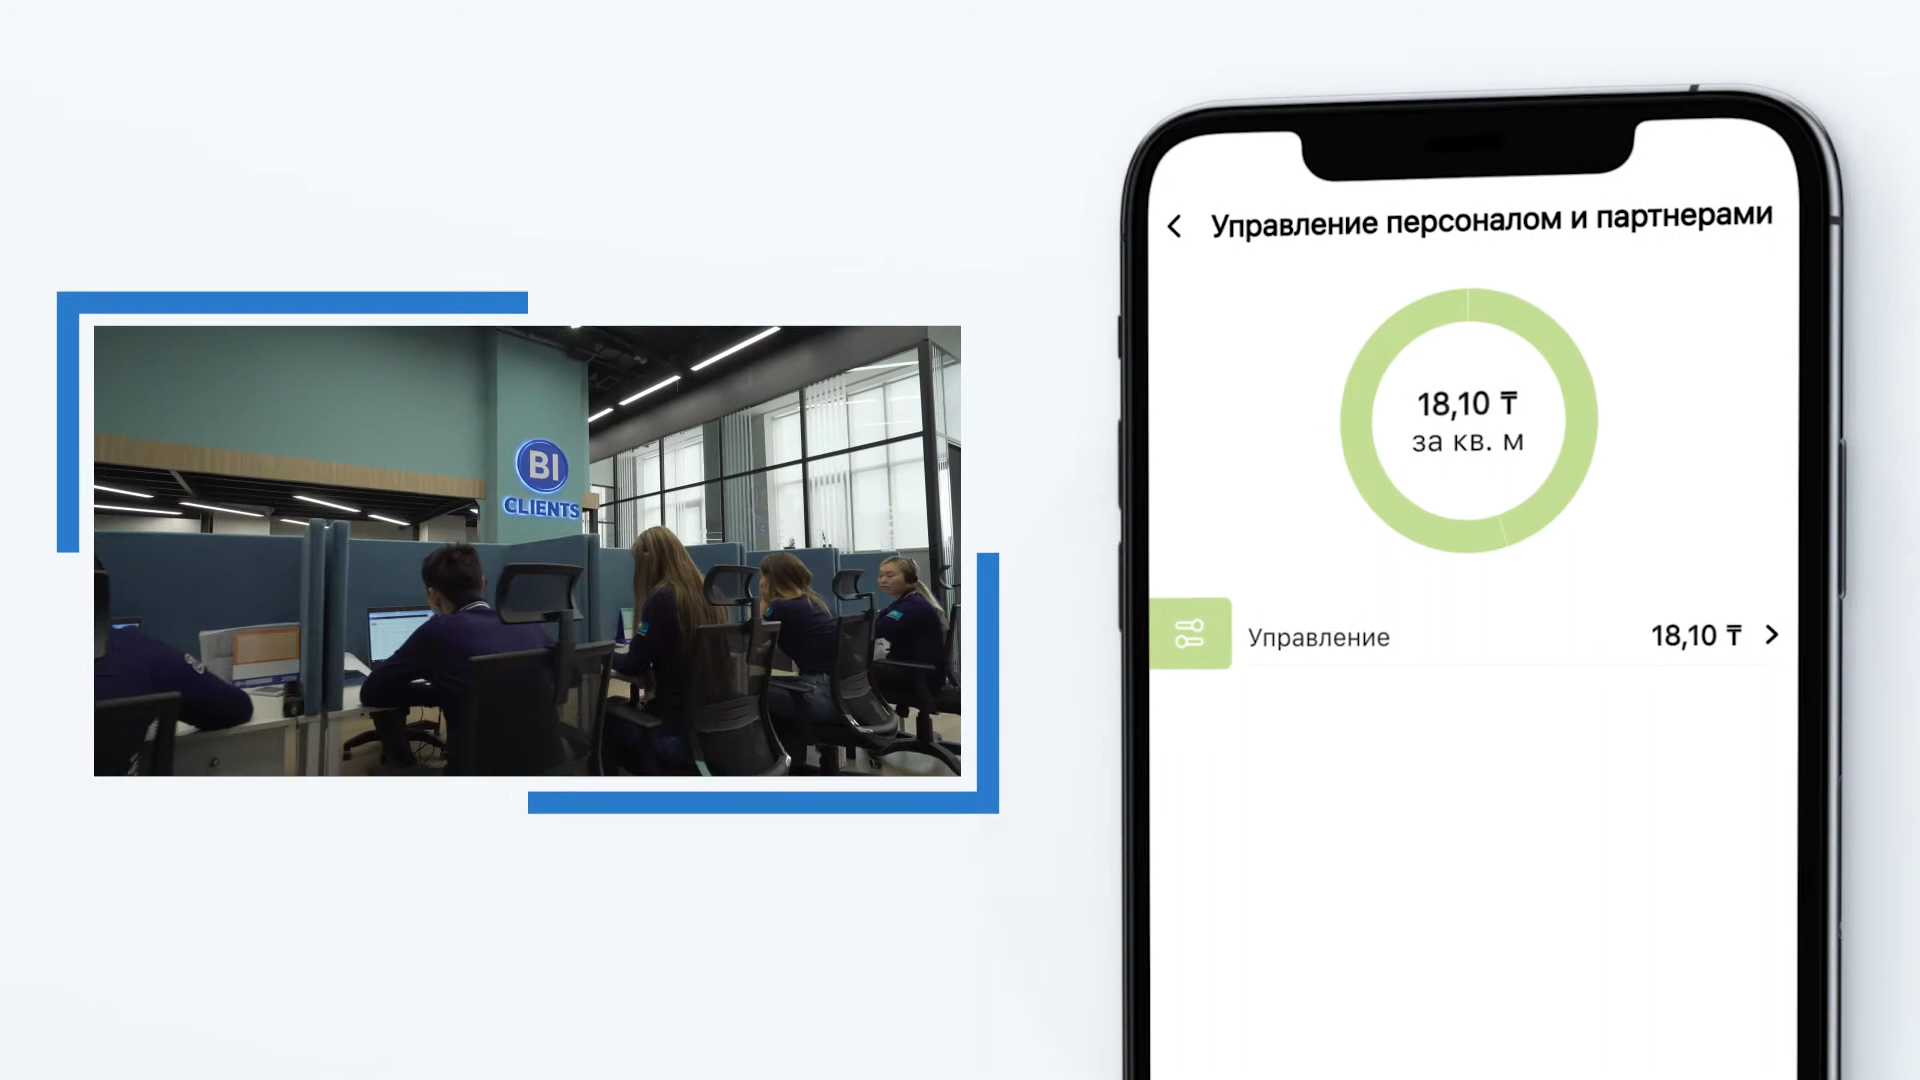 BI
CLIENTS
Управление персоналом и партнерами
18,10 ₸
за кв. м
Управление
18,10 ₸